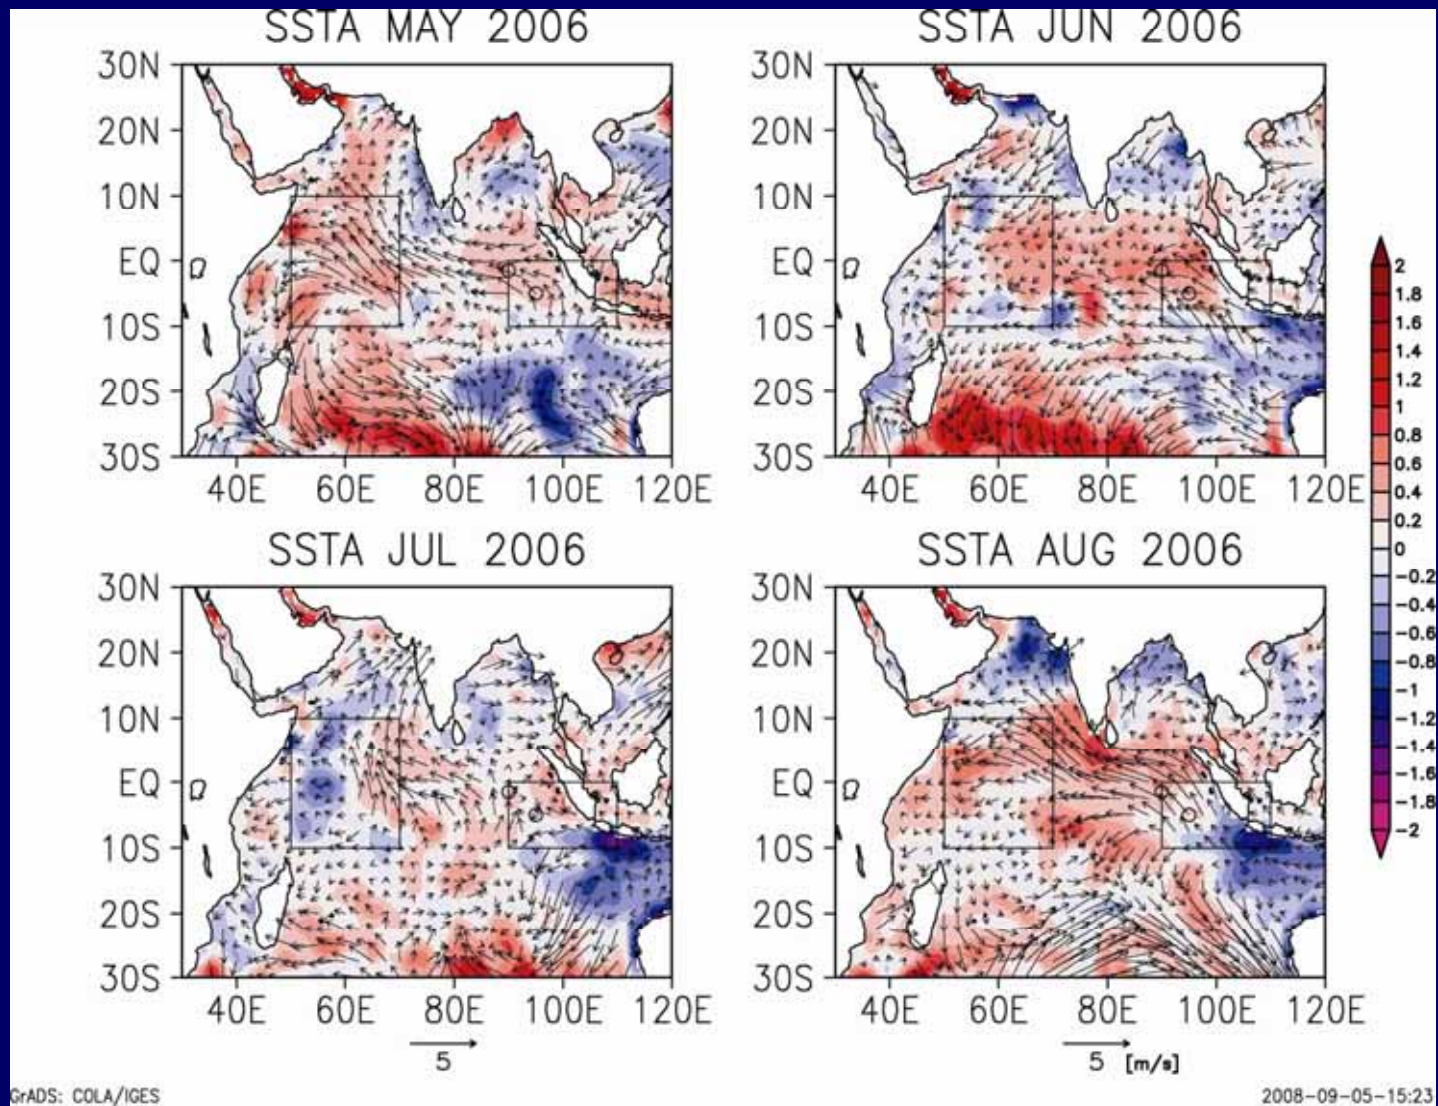 SSTA MAY 2006
30N
20N
10N
EQ
10S
20S
30S
40E 60E 80E 100E 120E
SSTA JUN 2006
30N
20N
10N
EQ
10S
20S
30S
40E 60E 80E 100E 120E
SSTA JUL 2006
30N
20N
10N
EQ
10S
20S
30S
40E 60E 80E 100E 120E
5
SSTA AUG 2006
30N
20N
10N
EQ
10S
20S
30S
40E 60E 80E 100E 120E
5 [m/s]
2
1.8
1.6
1.4
1.2
1
0.8
0.6
0.4
0.2
0
-0.2
-0.4
-0.6
-0.8
-1
-1.2
-1.4
-1.6
-1.8
-2
GrADS: COLA/IGES
2008-09-05-15:23